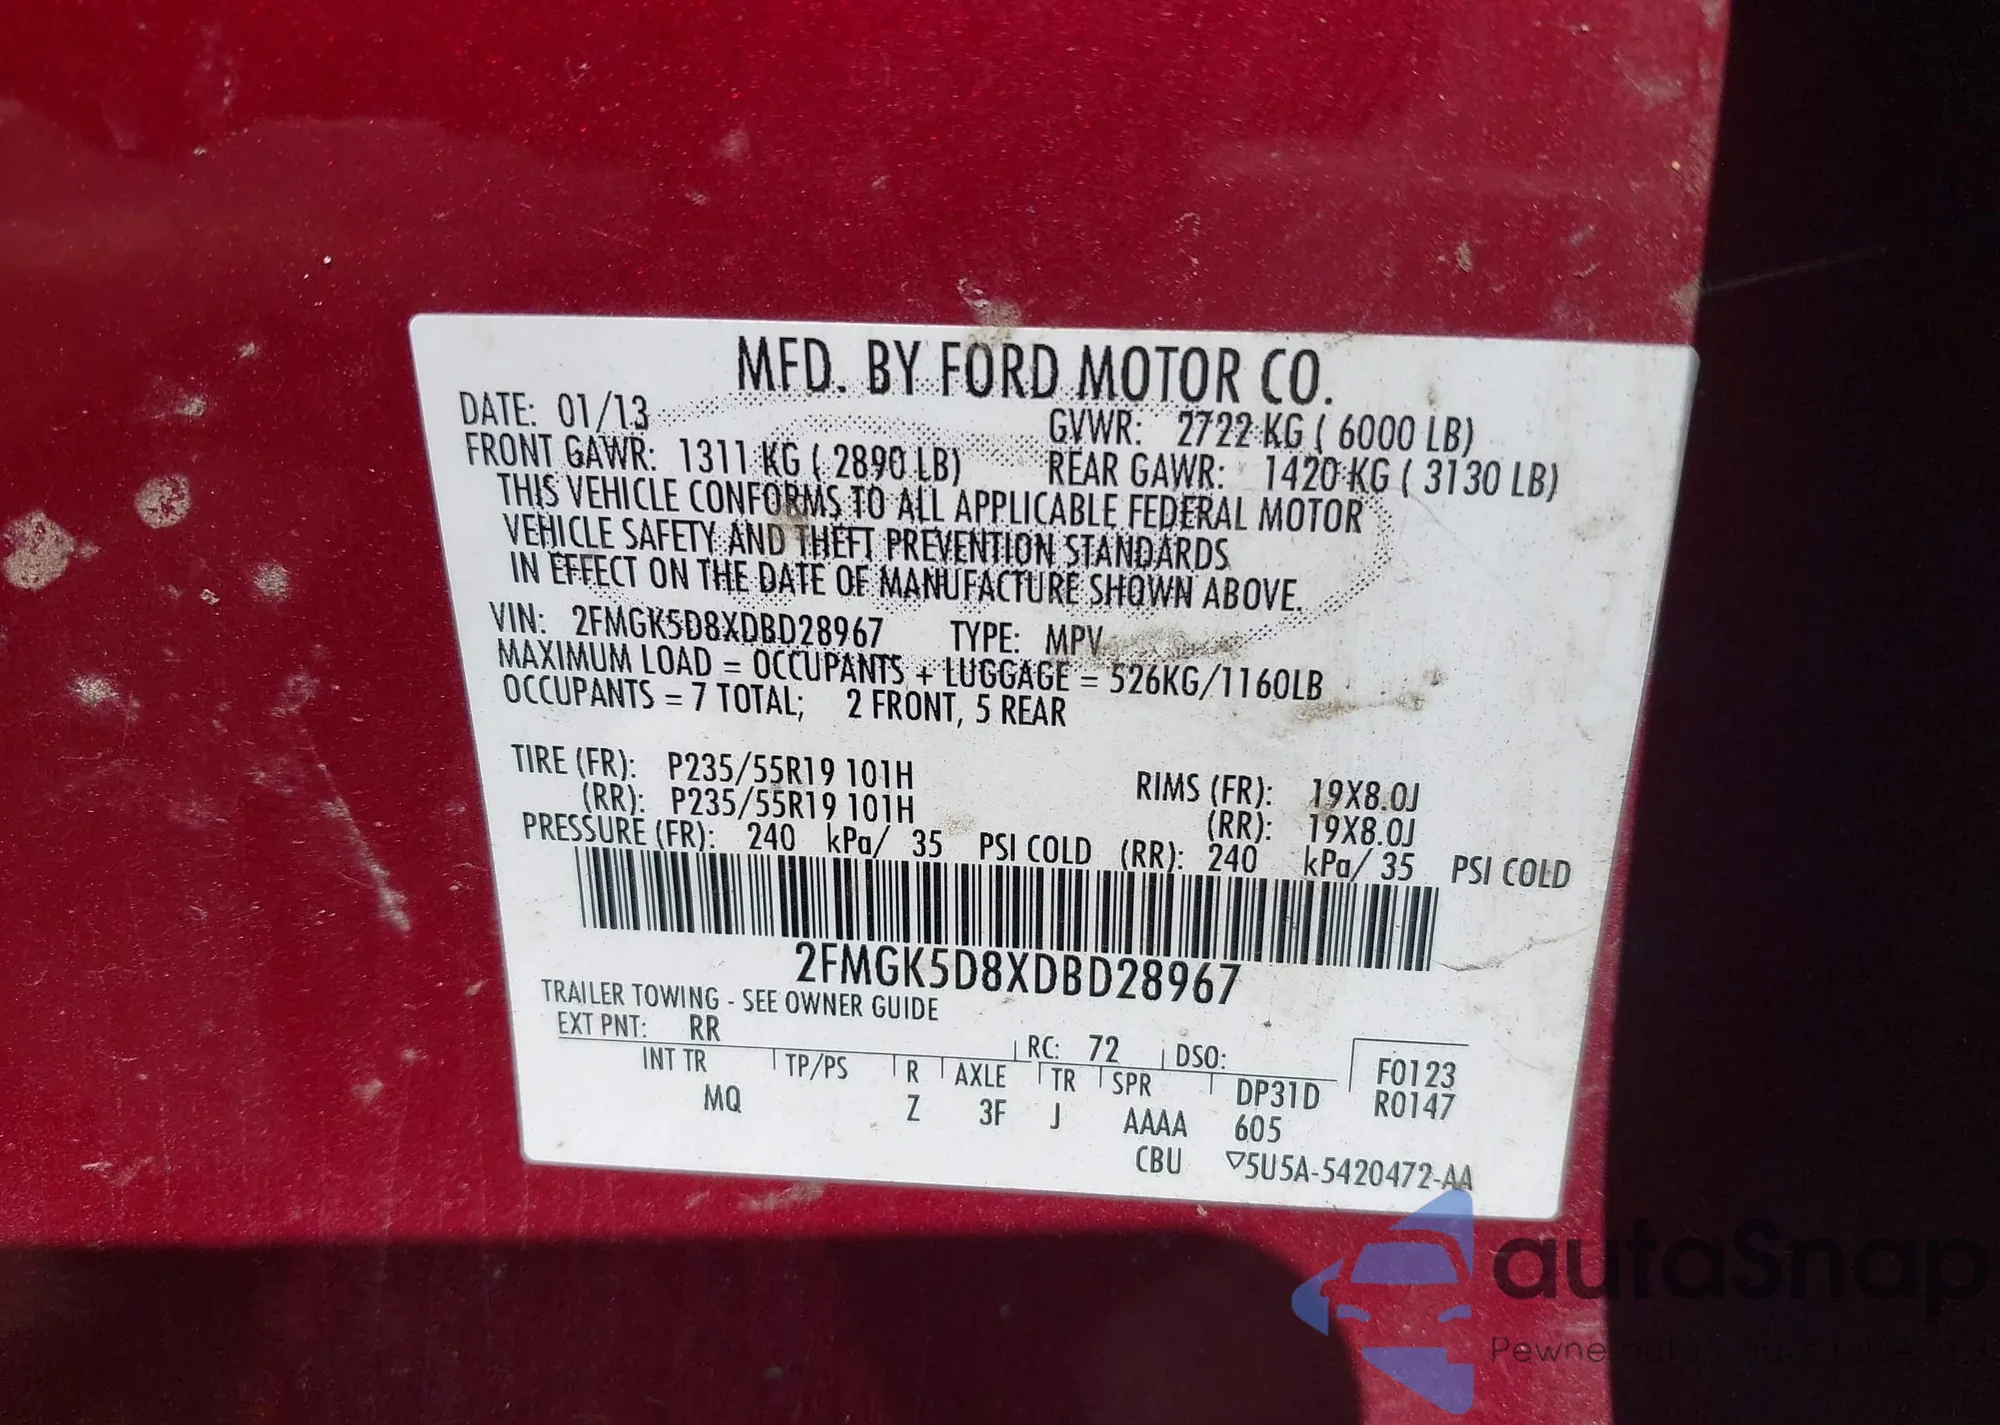 MFD. BY FORD MOTOR CO.
DATE: 01/13 GVWR: 2722 KG ( 6000 LB)
FRONT GAWR: 1311 KG ( 2890 LB) REAR GAWR: 1420 KG ( 3130 LB)
THIS VEHICLE CONFORMS TO ALL APPLICABLE FEDERAL MOTOR
VEHICLE SAFETY AND THEFT PREVENTION STANDARDS
IN EFFECT ON THE DATE OF MANUFACTURE SHOWN ABOVE.
VIN: 2FMGK5D8XDBD28967 TYPE: MPV
MAXIMUM LOAD = OCCUPANTS + LUGGAGE = 526KG/1160LB
OCCUPANTS = 7 TOTAL; 2 FRONT, 5 REAR
TIRE (FR): P235/55R19 101H RIMS (FR): 19X8.0J
(RR): P235/55R19 101H (RR): 19X8.0J
PRESSURE (FR): 240 kPa/ 35 PSI COLD (RR): 240 kPa/ 35 PSI COLD
2FMGK5D8XDBD28967
TRAILER TOWING - SEE OWNER GUIDE
EXT PNT: RR RC: 72 DSO: F0123
INT TR TP/PS R AXLE TR SPR DP31D R0147
MQ Z 3F J AAAA 605
CBU ▽5U5A-5420472-AA
autaSnap
Pewne auta